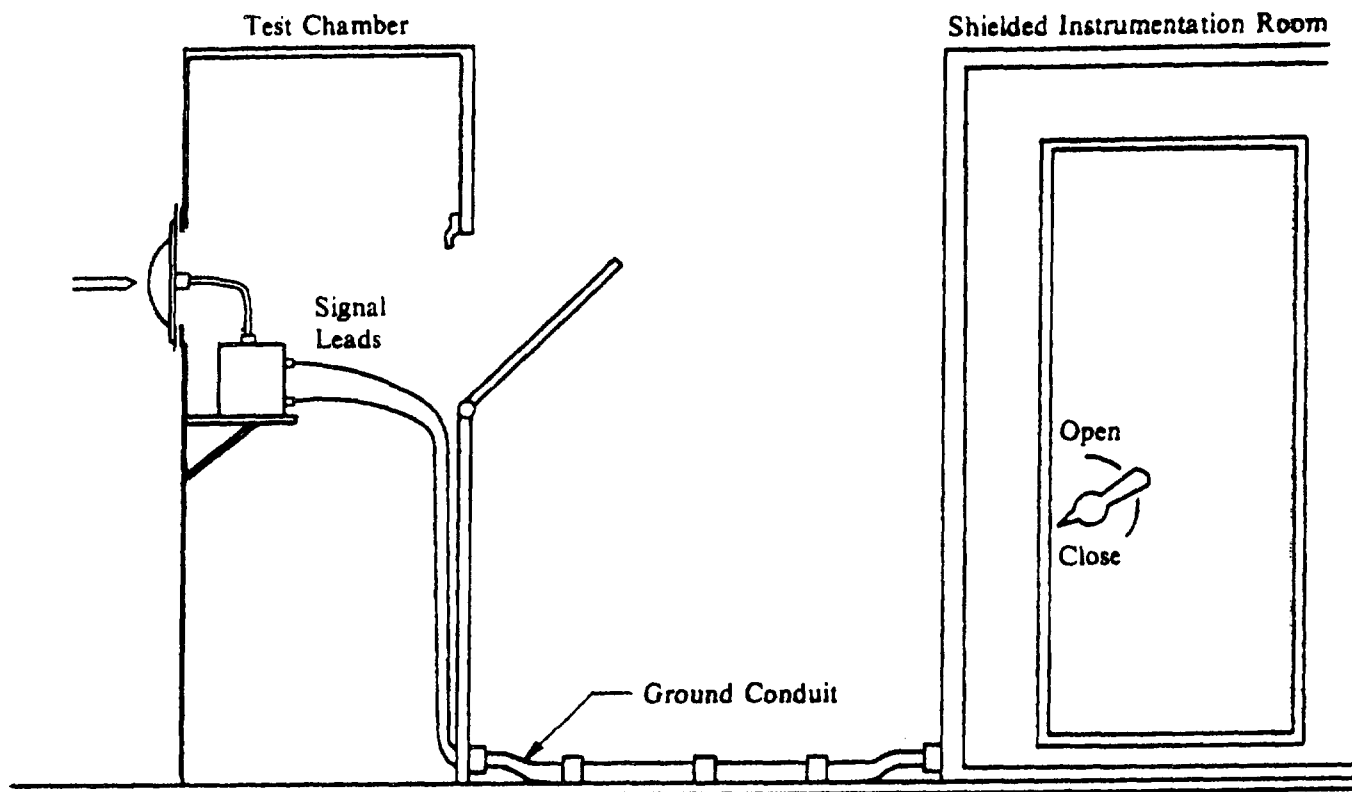 Test Chamber
Shielded Instrumentation Room
Signal
Leads
Open
Close
Ground Conduit